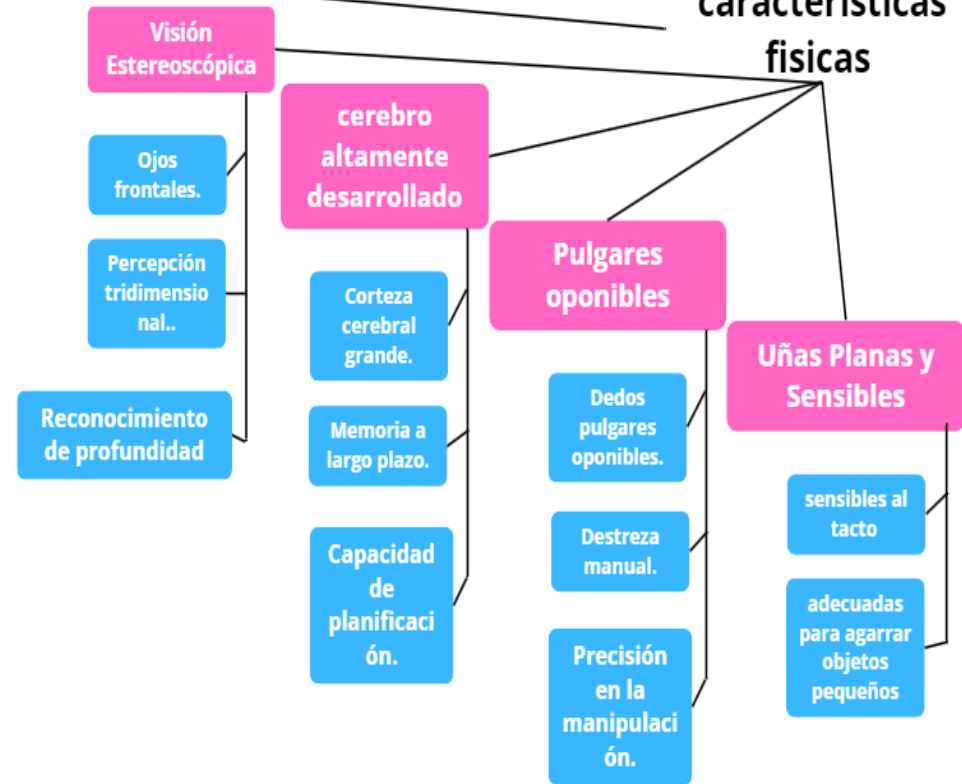 características
fisicas
Visión
Estereoscópica
Ojos
frontales.
Percepción
tridimensio
nal..
Reconocimiento
de profundidad
cerebro
altamente
desarrollado
Corteza
cerebral
grande.
Memoria a
largo plazo.
Capacidad
de
planificaci
ón.
Pulgares
oponibles
Dedos
pulgares
oponibles.
Destreza
manual.
Precisión
en la
manipulaci
ón.
Uñas Planas y
Sensibles
sensibles al
tacto
adecuadas
para agarrar
objetos
pequeños